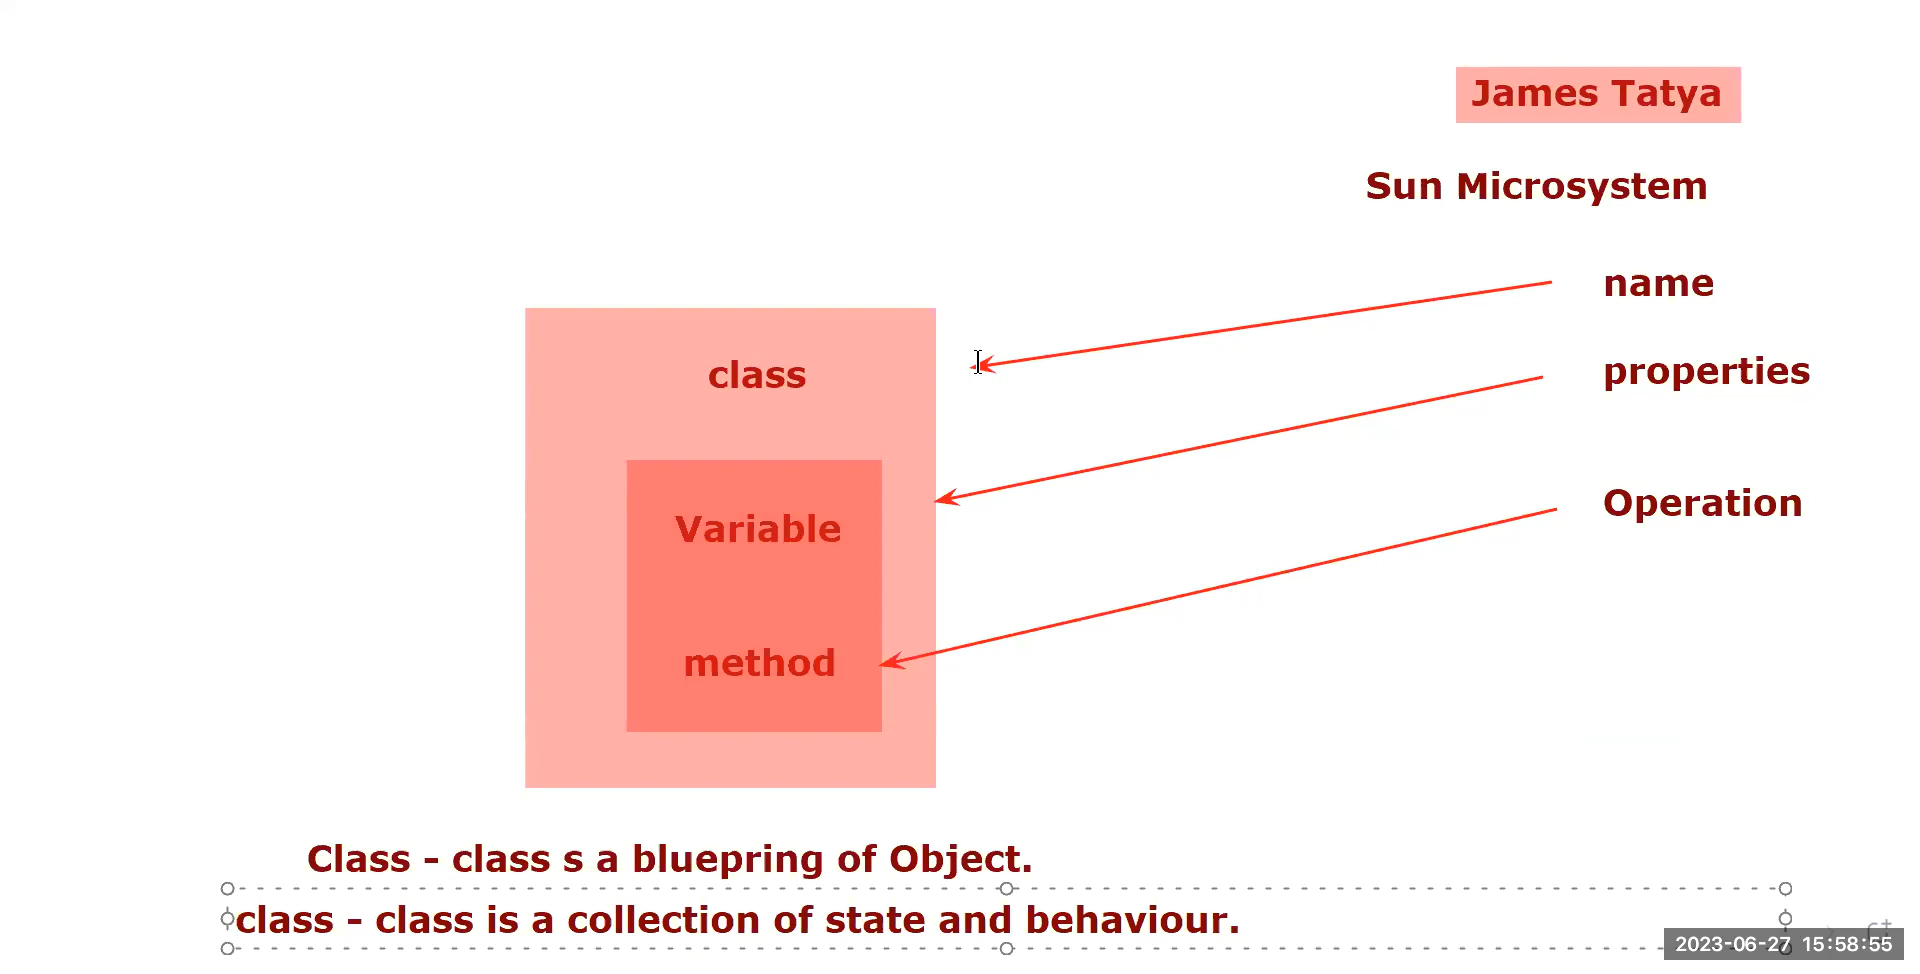 James Tatya
Sun Microsystem
name
class
properties
Variable
Operation
method
Class - class s a bluepring of Object.
class - class is a collection of state and behaviour.
2023-06-27 15:58:55